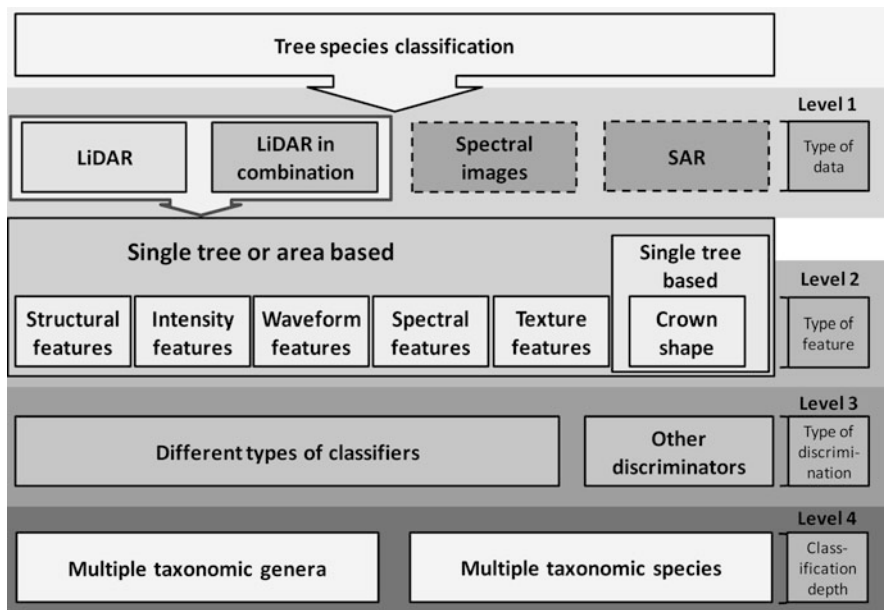 Tree species classification
Level 1
LiDAR
LiDAR in
combination
Spectral
images
SAR
Type of
data
Single tree or area based
Single tree
based
Level 2
Structural
features
Intensity
features
Waveform
features
Spectral
features
Texture
features
Crown
shape
Type of
feature
Level 3
Different types of classifiers
Other
discriminators
Type of
discrimi-
nation
Level 4
Multiple taxonomic genera
Multiple taxonomic species
Class-
ification
depth